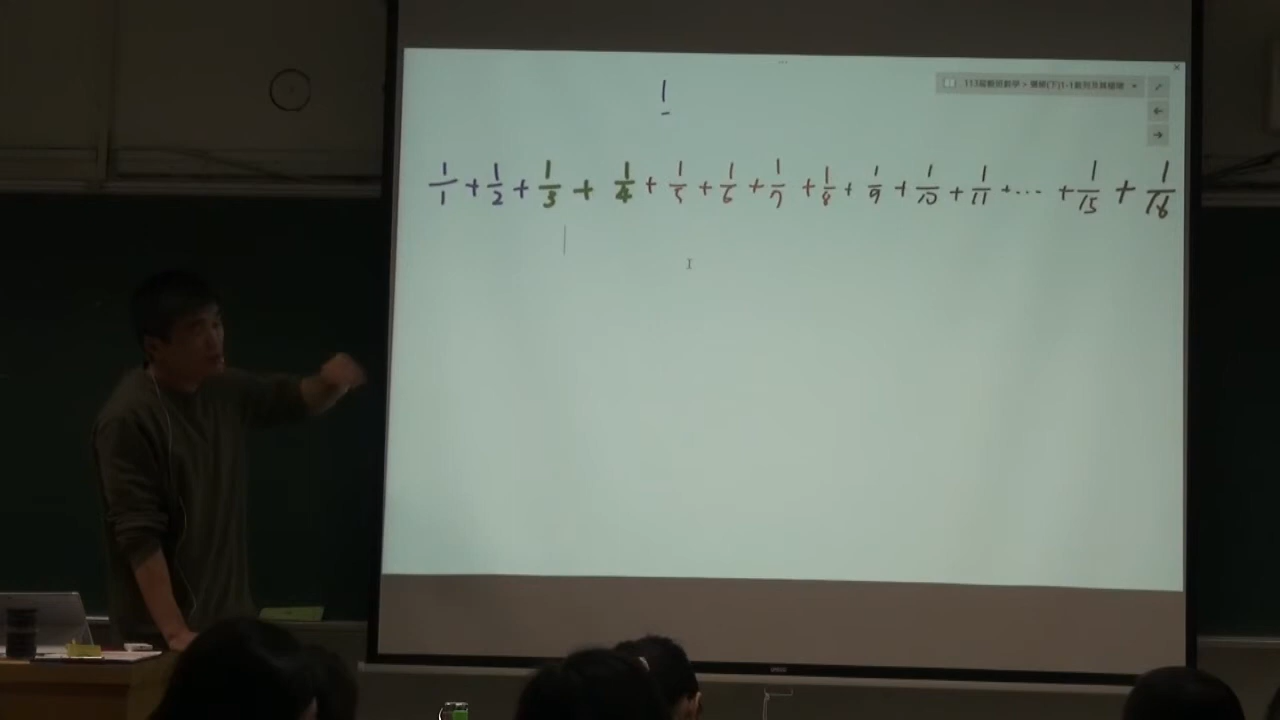 1
1/1 + 1/2 + 1/3 + 1/4 + 1/5 + 1/6 + 1/7 + 1/8 + 1/9 + 1/10 + 1/11 + ... + 1/15 + 1/16